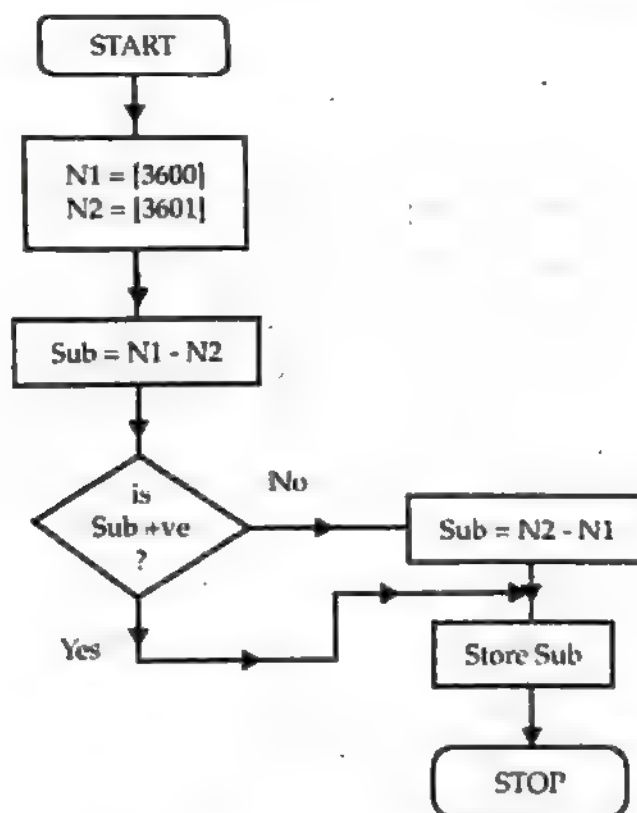 START
N1 = [3600]
N2 = [3601]
Sub = N1 - N2
is
Sub +ve
?
No
Sub = N2 - N1
Yes
Store Sub
STOP